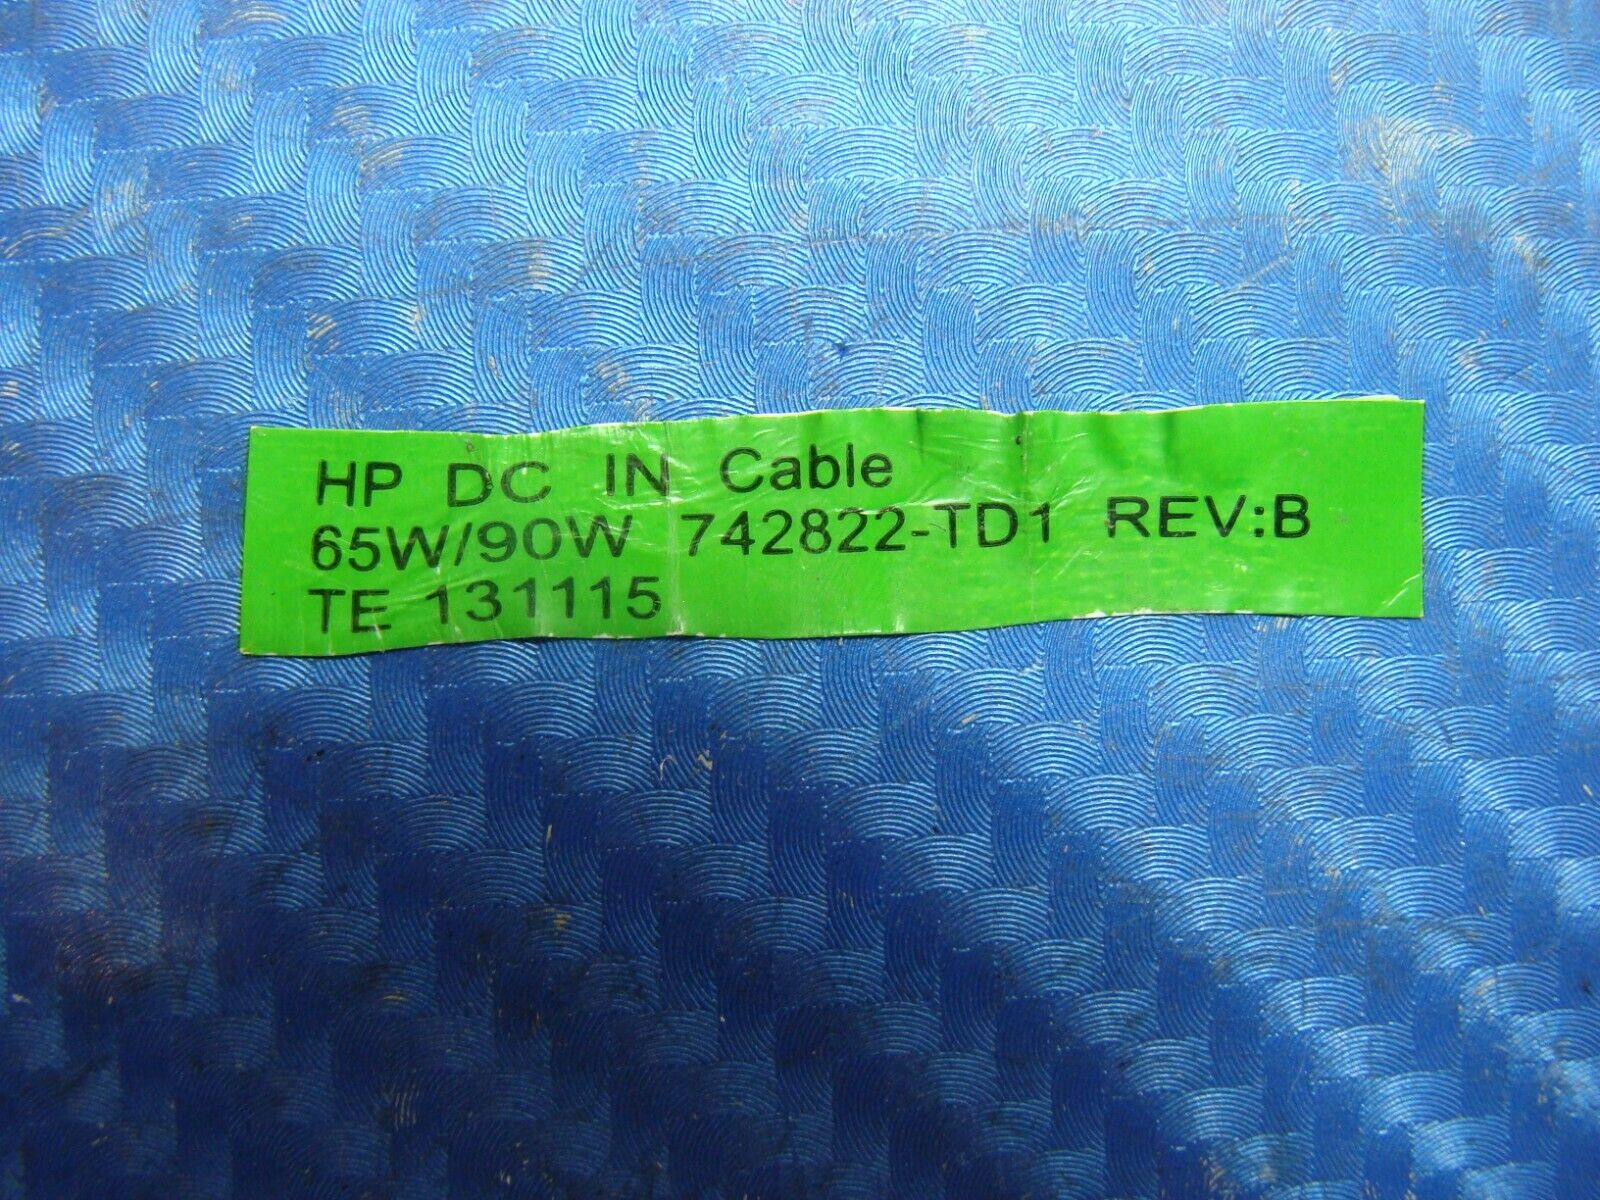 HP DC IN Cable
65W/90W 742822-TD1 REV:B
TE 131115